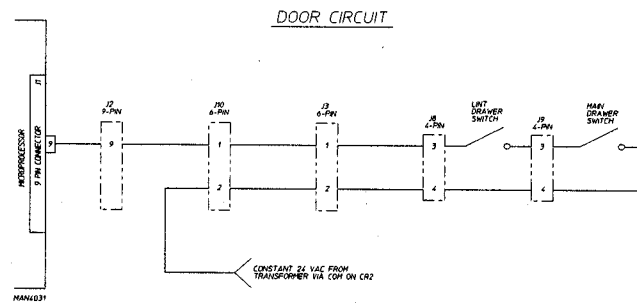 DOOR CIRCUIT
MICROPROCESSOR
9 PIN CONNECTOR
J1
9
J2
9-PIN
9
J10
6-PIN
1
2
J3
6-PIN
1
2
J8
4-PIN
3
4
LINT
DRAWER
SWITCH
J9
4-PIN
3
4
MAIN
DRAWER
SWITCH
CONSTANT 24 VAC FROM
TRANSFORMER VIA COM ON CR2
MAN4031